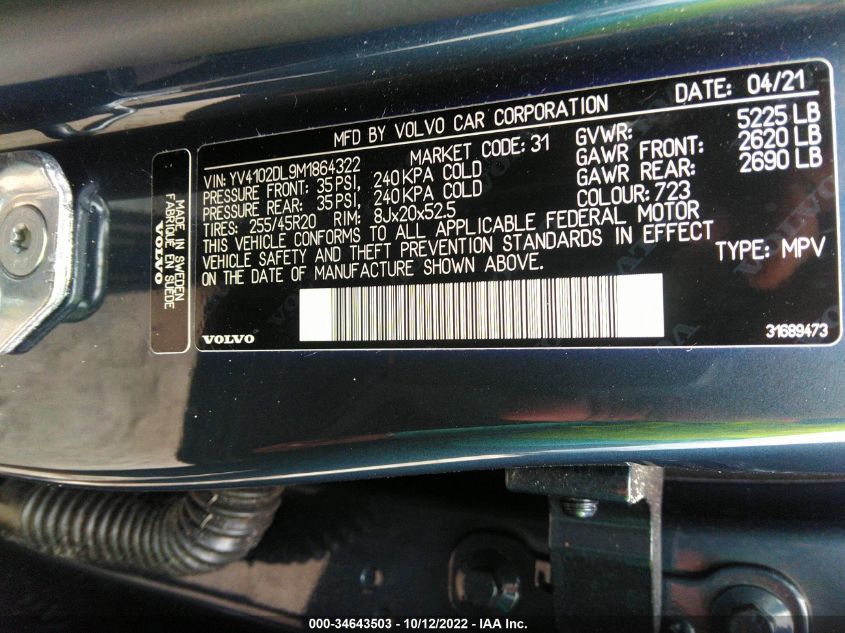 MFD BY VOLVO CAR CORPORATION DATE: 04/21
VIN: YV4102DL9M1864322 MARKET CODE: 31 GVWR: 5225 LB
PRESSURE FRONT: 35 PSI, 240 KPA COLD GAWR FRONT: 2620 LB
PRESSURE REAR: 35 PSI, 240 KPA COLD GAWR REAR: 2690 LB
TIRES: 255/45R20 RIM: 8Jx20x52.5 COLOUR: 723
THIS VEHICLE CONFORMS TO ALL APPLICABLE FEDERAL MOTOR
VEHICLE SAFETY AND THEFT PREVENTION STANDARDS IN EFFECT
ON THE DATE OF MANUFACTURE SHOWN ABOVE. TYPE: MPV
VOLVO
31689473
MADE IN SWEDEN
FABRIQUE EN SUEDE
VOLVO
000-34643503 - 10/12/2022 - IAA Inc.